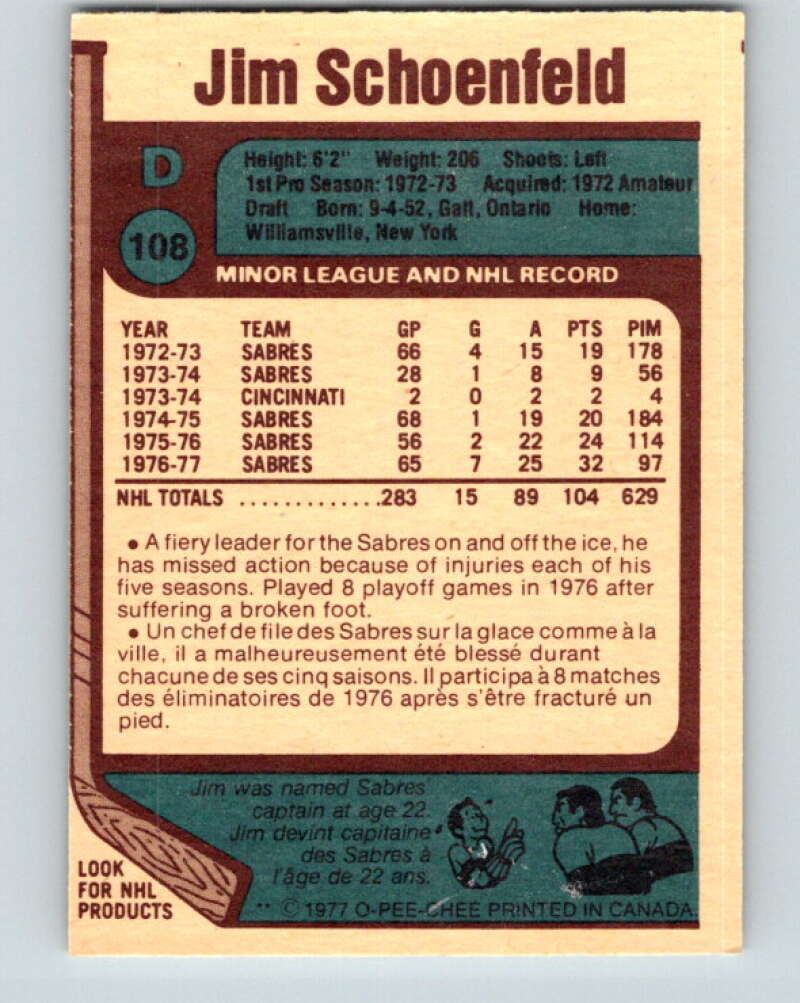 Jim Schoenfeld
D
108
Height: 6'2" Weight: 206 Shoots: Left
1st Pro Season: 1972-73 Acquired: 1972 Amateur
Draft Born: 9-4-52, Galt, Ontario Home:
Williamsville, New York
MINOR LEAGUE AND NHL RECORD
YEAR TEAM GP G A PTS PIM
1972-73 SABRES 66 4 15 19 178
1973-74 SABRES 28 1 8 9 56
1973-74 CINCINNATI 2 0 2 2 4
1974-75 SABRES 68 1 19 20 184
1975-76 SABRES 56 2 22 24 114
1976-77 SABRES 65 7 25 32 97
NHL TOTALS .............283 15 89 104 629
• A fiery leader for the Sabres on and off the ice, he
has missed action because of injuries each of his
five seasons. Played 8 playoff games in 1976 after
suffering a broken foot.
• Un chef de file des Sabres sur la glace comme à la
ville, il a malheureusement été blessé durant
chacune de ses cinq saisons. Il participa à 8 matches
des éliminatoires de 1976 après s'être fracturé un
pied.
Jim was named Sabres'
captain at age 22.
Jim devint capitaine
des Sabres à
l'âge de 22 ans.
LOOK
FOR NHL
PRODUCTS
** © 1977 O-PEE-CHEE PRINTED IN CANADA